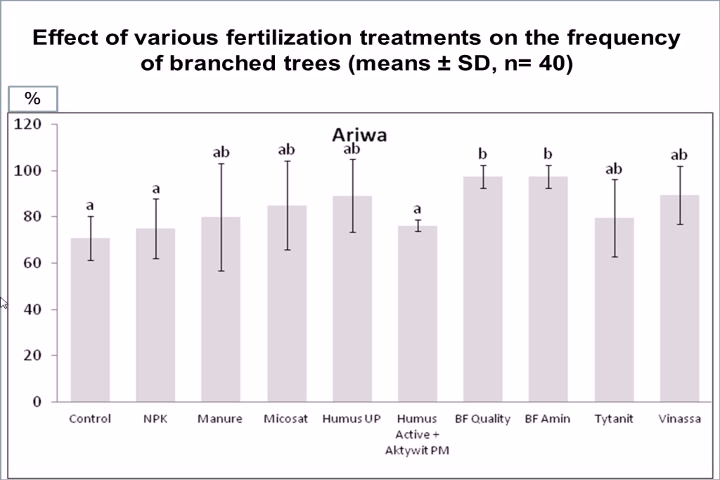 Effect of various fertilization treatments on the frequency
of branched trees (means ± SD, n= 40)
%
Ariwa
120
100
80
60
40
20
0
a
a
ab
ab
ab
a
b
b
ab
ab
Control
NPK
Manure
Micosat
Humus UP
Humus
Active +
Aktywit PM
BF Quality
BF Amin
Tytanit
Vinassa